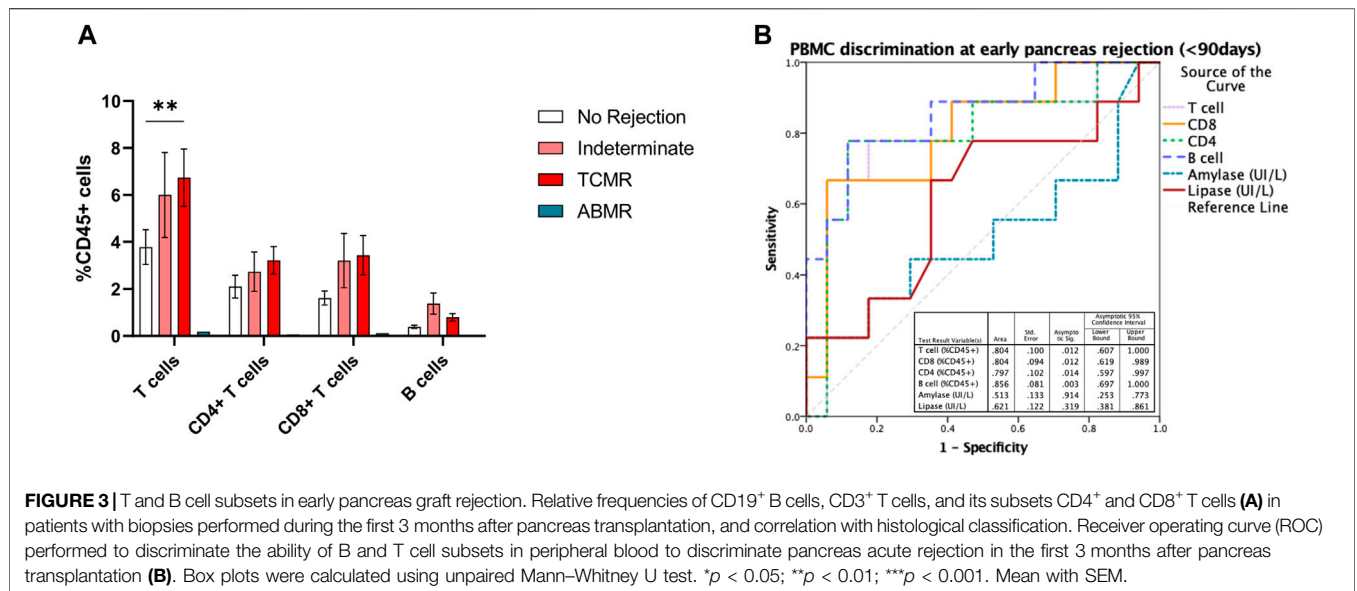 A
**
%CD45+ cells
10
8
6
4
2
0
T cells
CD4+ T cells
CD8+ T cells
B cells
No Rejection
Indeterminate
TCMR
ABMR
B
PBMC discrimination at early pancreas rejection (<90days)
Sensitivity
1.0
0.8
0.6
0.4
0.2
0.0
0.0 0.2 0.4 0.6 0.8 1.0
1 - Specificity
Source of the
Curve
T cell
CD8
CD4
B cell
Amylase (UI/L)
Lipase (UI/L)
Reference Line
Asymptotic 95%
Confidence Interval
Test Result Variable(s) Area Std. Error Asympto tic Sig. Lower Bound Upper Bound
T cell (%CD45+) .804 .100 .012 .607 1.000
CD8 (%CD45+) .804 .094 .012 .619 .989
CD4 (%CD45+) .797 .102 .014 .597 .997
B cell (%CD45+) .856 .081 .003 .697 1.000
Amylase (UI/L) .513 .133 .914 .253 .773
Lipase (UI/L) .621 .122 .319 .381 .861
FIGURE 3 | T and B cell subsets in early pancreas graft rejection. Relative frequencies of CD19+ B cells, CD3+ T cells, and its subsets CD4+ and CD8+ T cells (A) in
patients with biopsies performed during the first 3 months after pancreas transplantation, and correlation with histological classification. Receiver operating curve (ROC)
performed to discriminate the ability of B and T cell subsets in peripheral blood to discriminate pancreas acute rejection in the first 3 months after pancreas
transplantation (B). Box plots were calculated using unpaired Mann–Whitney U test. *p < 0.05; **p < 0.01; ***p < 0.001. Mean with SEM.